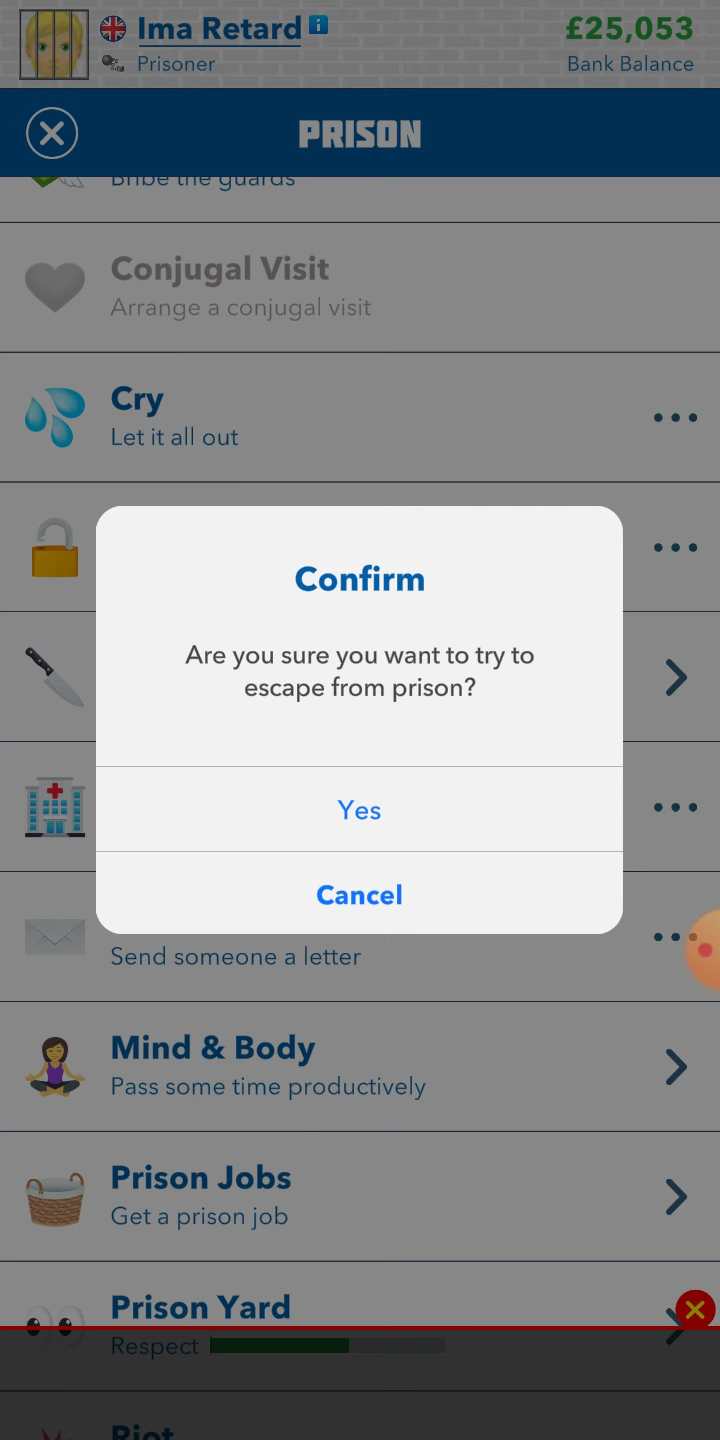 Ima Retard
£25,053
Prisoner
Bank Balance
PRISON
Bribe the guards
Conjugal Visit
Arrange a conjugal visit
Cry
Let it all out
Confirm
Are you sure you want to try to
escape from prison?
Yes
Cancel
Send someone a letter
Mind & Body
Pass some time productively
Prison Jobs
Get a prison job
Prison Yard
Respect
Riot